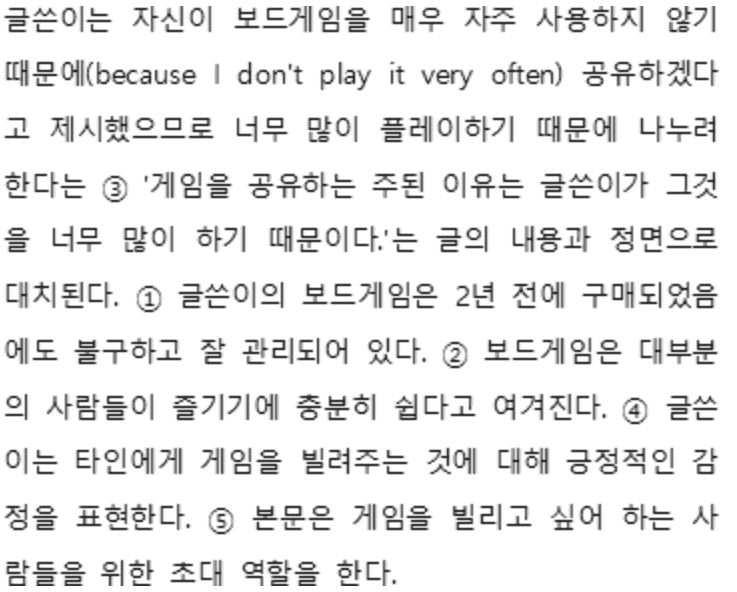 글쓴이는 자신이 보드게임을 매우 자주 사용하지 않기
때문에(because I don't play it very often) 공유하겠다
고 제시했으므로 너무 많이 플레이하기 때문에 나누려
한다는 ③ '게임을 공유하는 주된 이유는 글쓴이가 그것
을 너무 많이 하기 때문이다.'는 글의 내용과 정면으로
대치된다. ① 글쓴이의 보드게임은 2년 전에 구매되었음
에도 불구하고 잘 관리되어 있다. ② 보드게임은 대부분
의 사람들이 즐기기에 충분히 쉽다고 여겨진다. ④ 글쓴
이는 타인에게 게임을 빌려주는 것에 대해 긍정적인 감
정을 표현한다. ⑤ 본문은 게임을 빌리고 싶어 하는 사
람들을 위한 초대 역할을 한다.